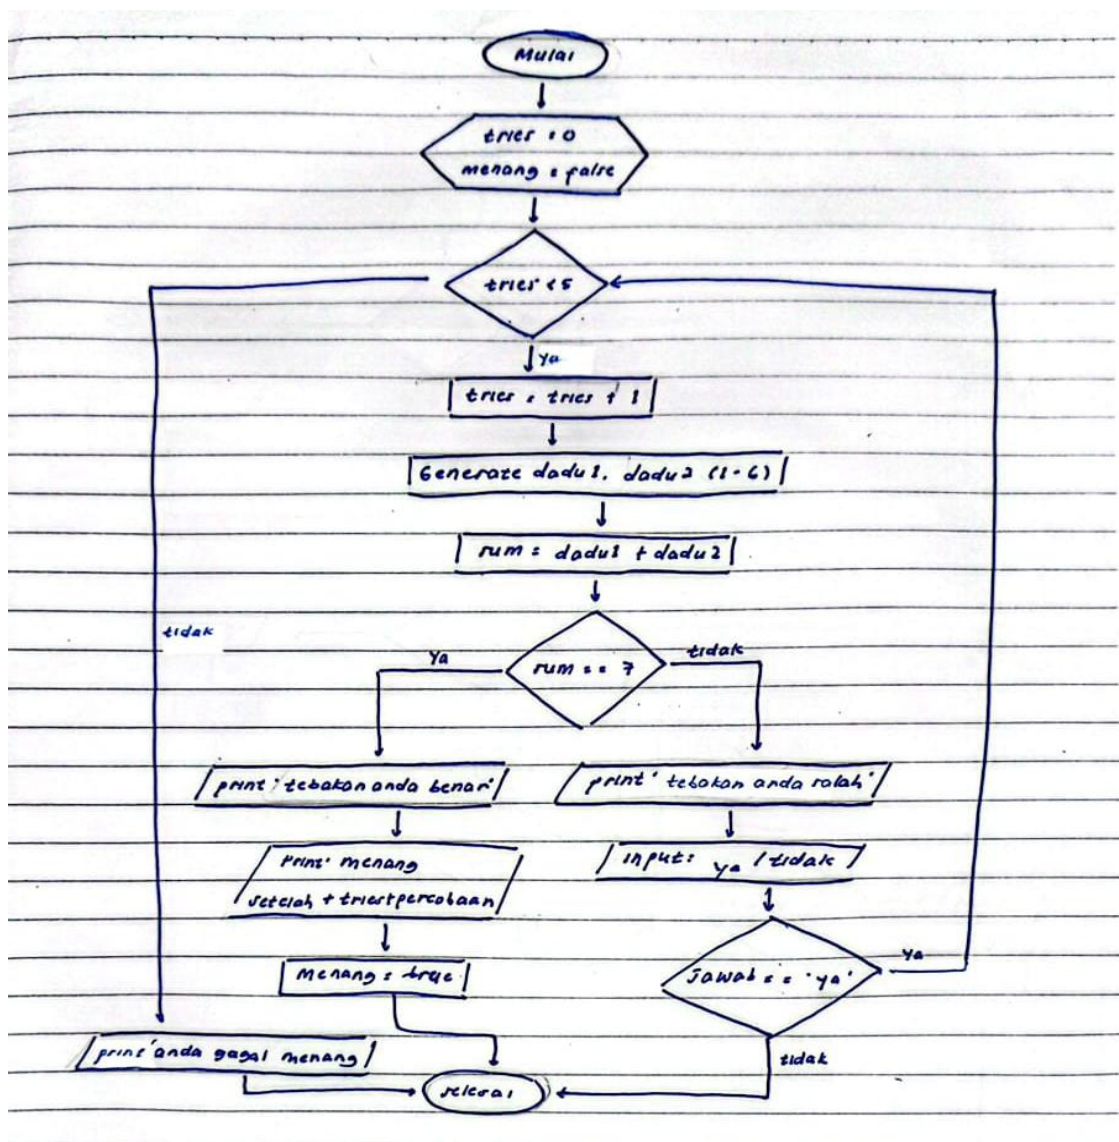 Mulai
tries = 0
menang = false
tries < 5
Ya
tries = tries + 1
Generate dadu1, dadu2 (1-6)
sum = dadu1 + dadu2
tidak
Ya
sum == 7
tidak
print 'tebakan anda benar'
print 'tebakan anda salah'
Print' menang
setelah + tries + percobaan
input: ya / tidak
menang = true
Jawab == 'ya'
Ya
print 'anda gagal menang
tidak
selesai